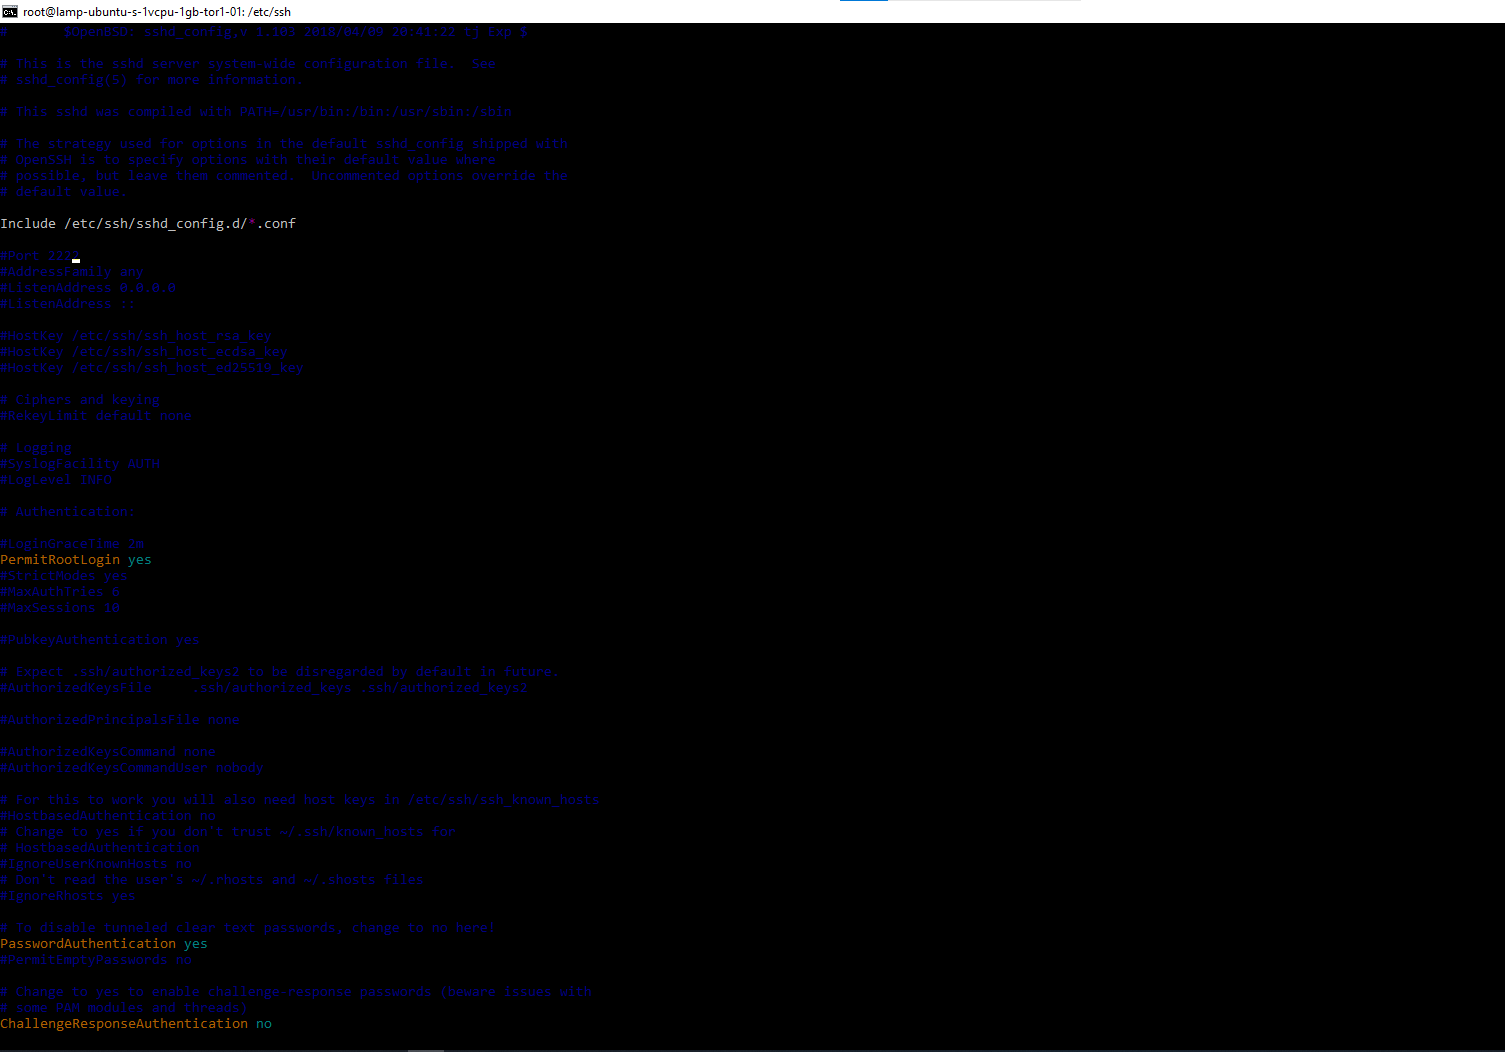 root@lamp-ubuntu-s-1vcpu-1gb-tor1-01: /etc/ssh
#       $OpenBSD: sshd_config,v 1.103 2018/04/09 20:41:22 tj Exp $
# This is the sshd server system-wide configuration file.  See
# sshd_config(5) for more information.
# This sshd was compiled with PATH=/usr/bin:/bin:/usr/sbin:/sbin
# The strategy used for options in the default sshd_config shipped with
# OpenSSH is to specify options with their default value where
# possible, but leave them commented.  Uncommented options override the
# default value.
Include /etc/ssh/sshd_config.d/*.conf
#Port
#AddressFamily any
#ListenAddress 0.0.0.0
#ListenAddress ::
#HostKey /etc/ssh/ssh_host_rsa_key
#HostKey /etc/ssh/ssh_host_ecdsa_key
#HostKey /etc/ssh/ssh_host_ed25519_key
# Ciphers and keying
#RekeyLimit default none
# Logging
#SyslogFacility AUTH
#LogLevel INFO
# Authentication:
#LoginGraceTime 2m
PermitRootLogin yes
#StrictModes yes
#MaxAuthTries 6
#MaxSessions 10
#PubkeyAuthentication yes
# Expect .ssh/authorized_keys2 to be disregarded by default in future.
#AuthorizedKeysFile     .ssh/authorized_keys .ssh/authorized_keys2
#AuthorizedPrincipalsFile none
#AuthorizedKeysCommand none
#AuthorizedKeysCommandUser nobody
# For this to work you will also need host keys in /etc/ssh/ssh_known_hosts
#HostbasedAuthentication no
# Change to yes if you don't trust ~/.ssh/known_hosts for
# HostbasedAuthentication
#IgnoreUserKnownHosts no
# Don't read the user's ~/.rhosts and ~/.shosts files
#IgnoreRhosts yes
# To disable tunneled clear text passwords, change to no here!
PasswordAuthentication yes
#PermitEmptyPasswords no
# Change to yes to enable challenge-response passwords (beware issues with
# some PAM modules and threads)
ChallengeResponseAuthentication no